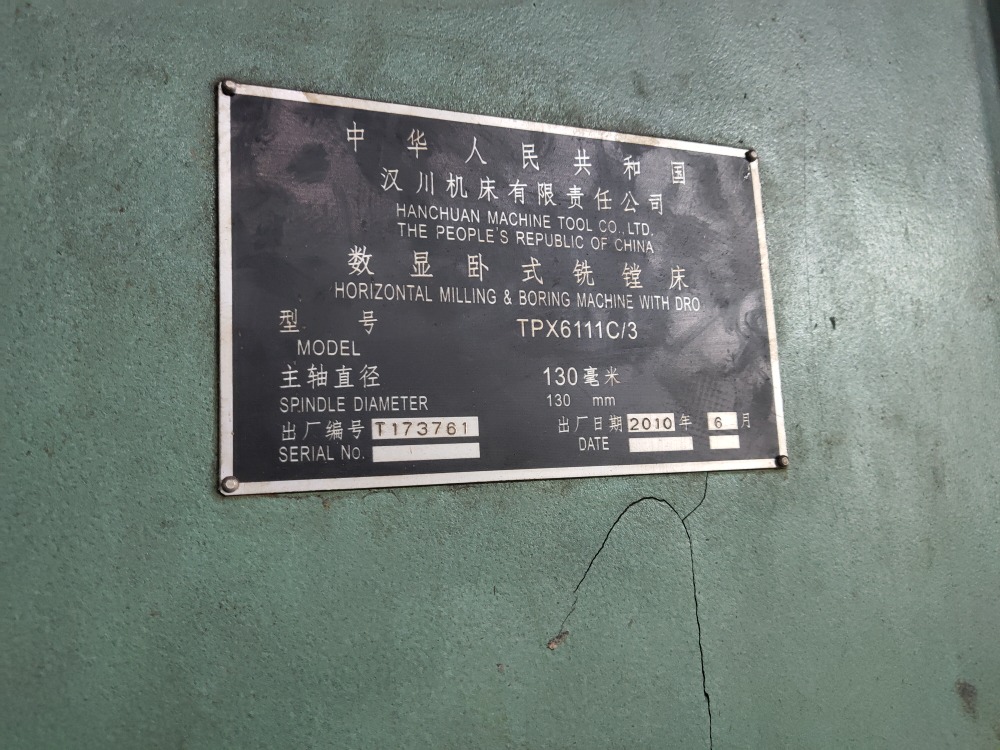 中华人民共和国
汉川机床有限责任公司
HANCHUAN MACHINE TOOL CO., LTD.
THE PEOPLE'S REPUBLIC OF CHINA
数显卧式铣镗床
HORIZONTAL MILLING & BORING MACHINE WITH DRO
型号 TPX6111C/3
MODEL
主轴直径 130毫米
SPINDLE DIAMETER 130 mm
出厂编号 T173761 出厂日期 2010 年 6 月
SERIAL No. DATE